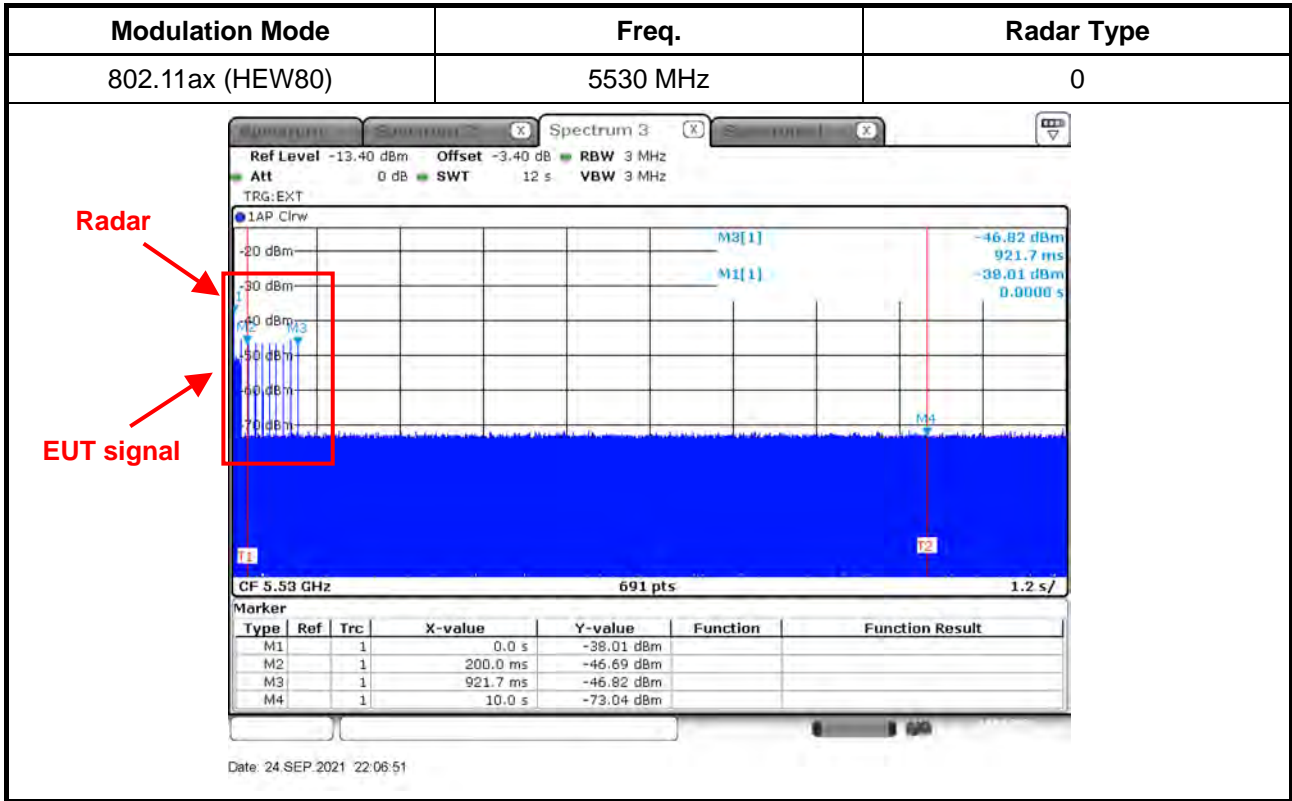 Modulation Mode Freq. Radar Type
802.11ax (HEW80) 5530 MHz 0
Spectrum 3
Ref Level -13.40 dBm Offset -3.40 dB RBW 3 MHz
Att 0 dB SWT 12 s VBW 3 MHz
TRG:EXT
1AP Clrw
Radar
M3[1] -46.82 dBm
-20 dBm
921.7 ms
M1[1] -38.01 dBm
-30 dBm
0.0000 s
-40 dBm
M2 M3
-50 dBm
-60 dBm
-70 dBm
M4
EUT signal
T1 T2
CF 5.53 GHz 691 pts 1.2 s/
Marker
Type Ref Trc X-value Y-value Function Function Result
M1 1 0.0 s -38.01 dBm
M2 1 200.0 ms -46.69 dBm
M3 1 921.7 ms -46.82 dBm
M4 1 10.0 s -73.04 dBm
Date: 24.SEP.2021 22:06:51